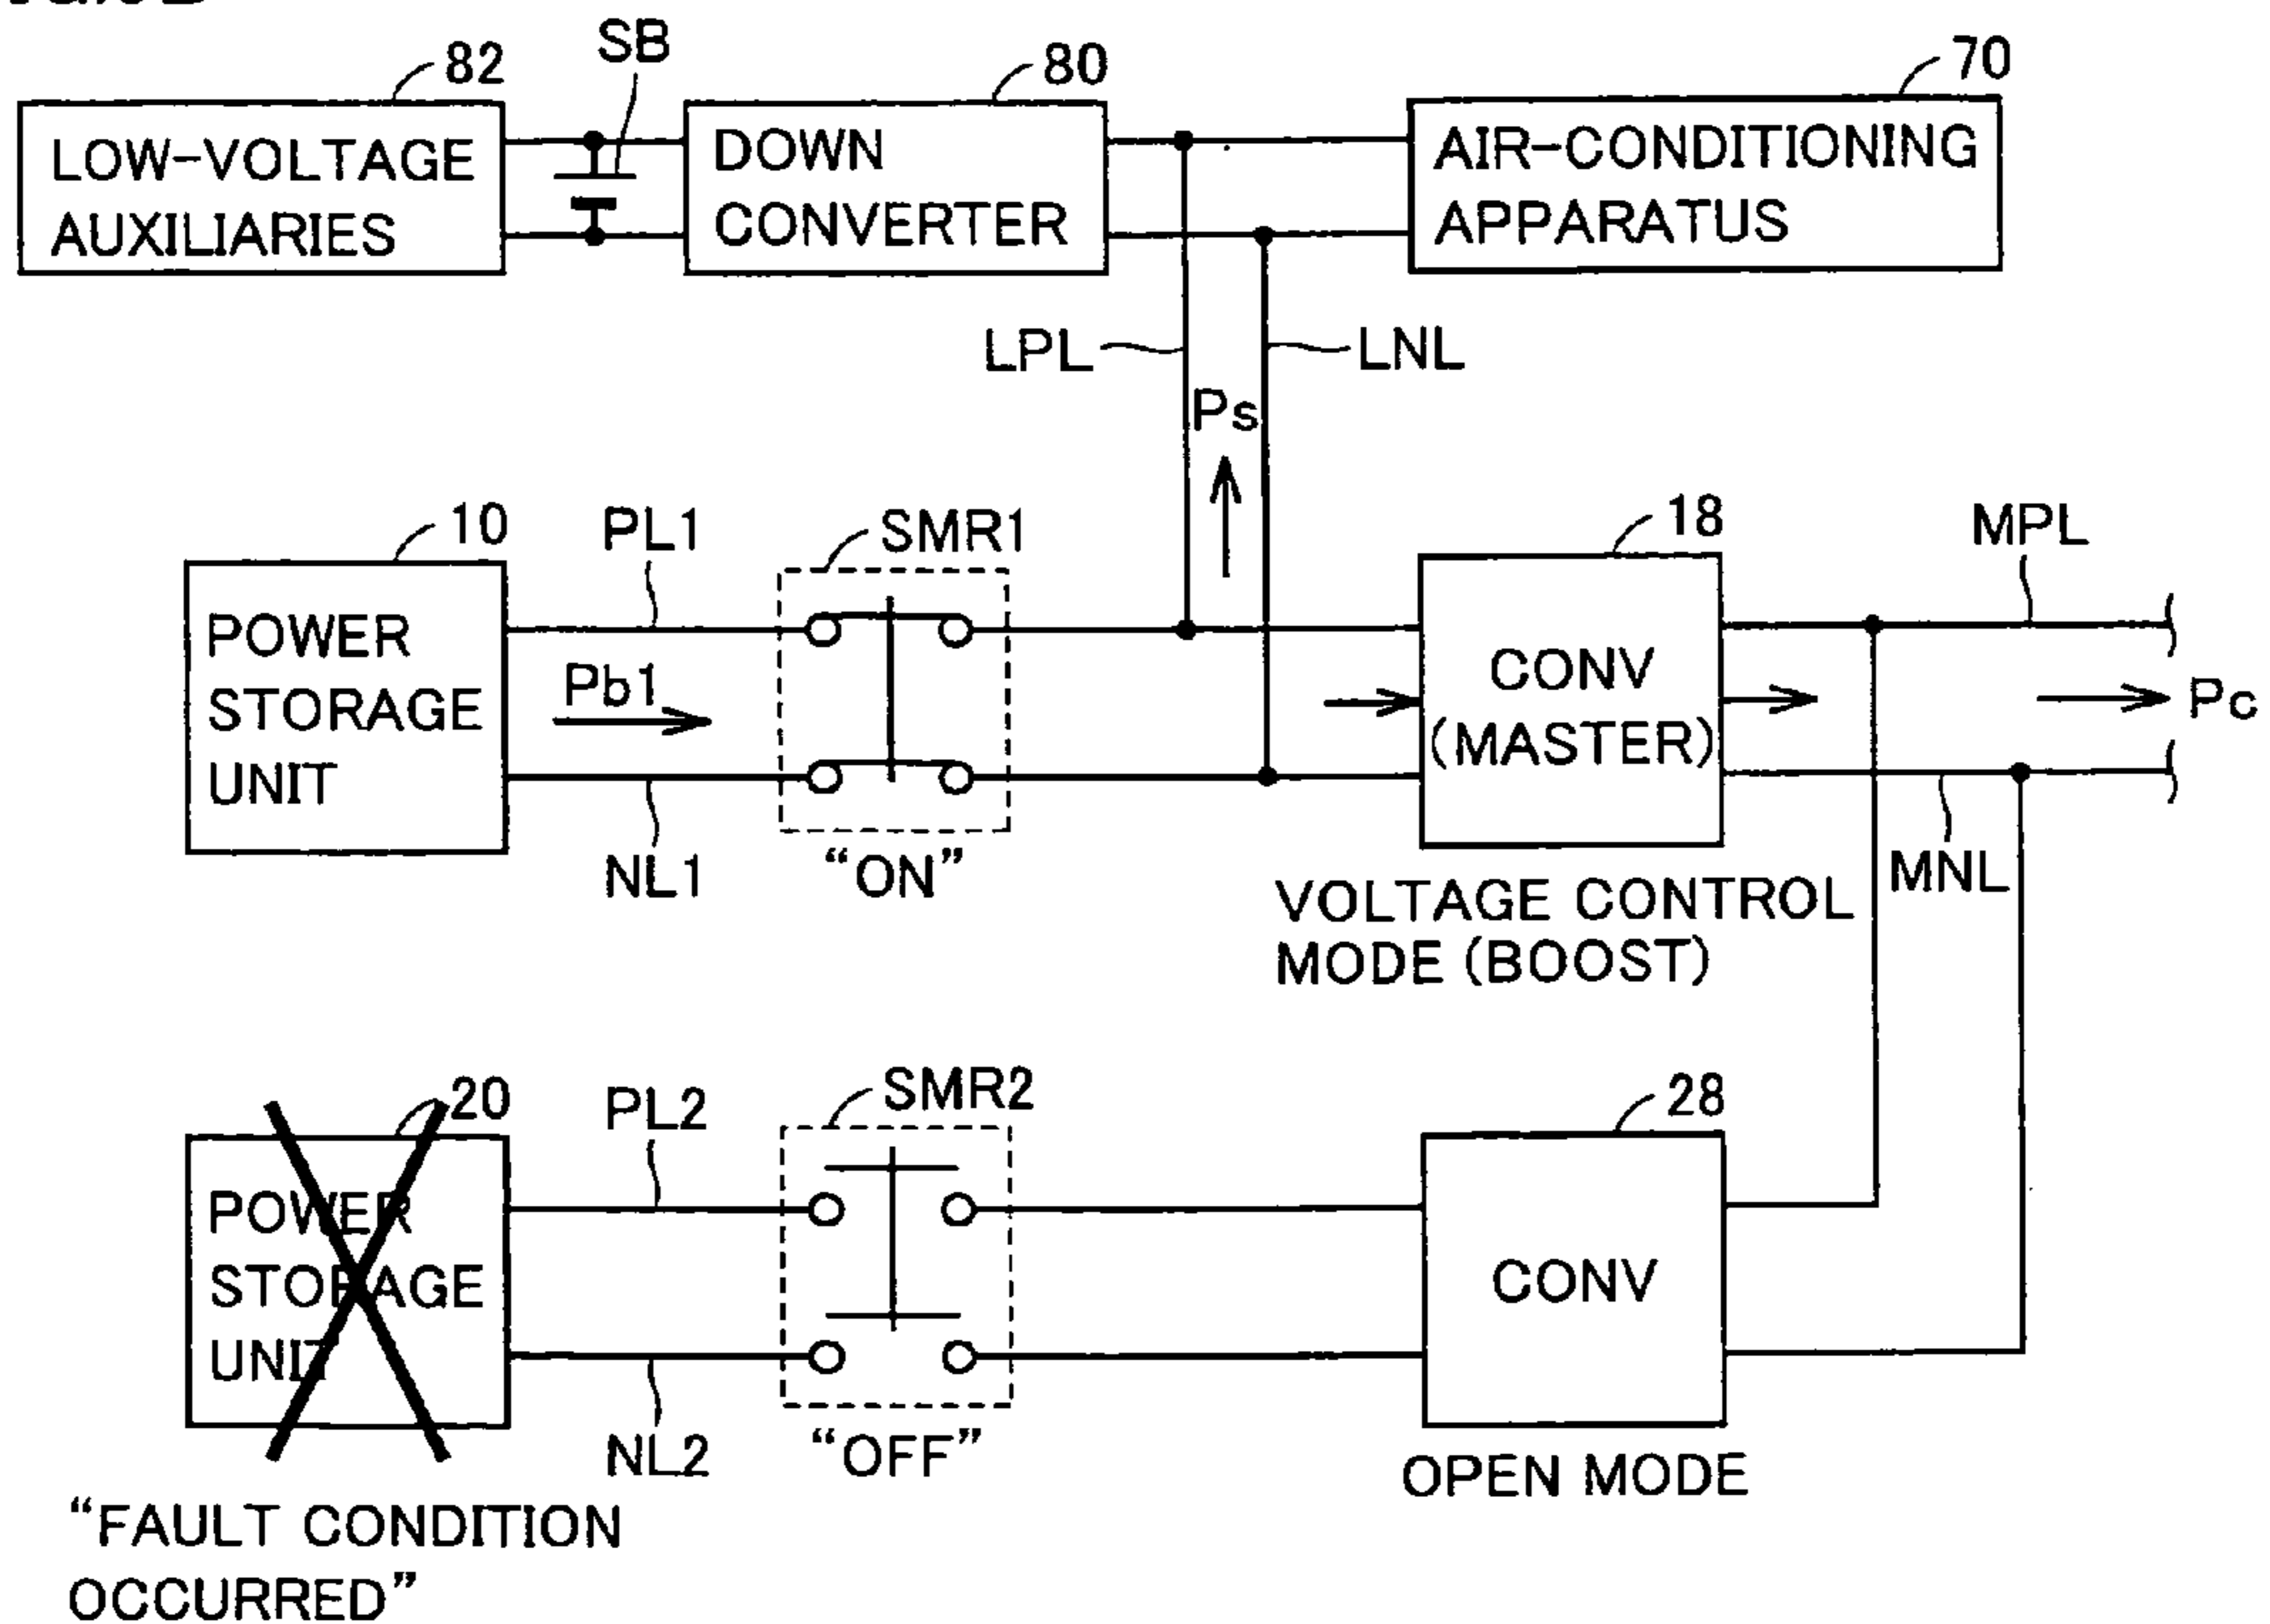 82
SB
80
70
LOW-VOLTAGE
AUXILIARIES
DOWN
CONVERTER
AIR-CONDITIONING
APPARATUS
LPL
LNL
Ps
10
PL1
SMR1
18
MPL
POWER
STORAGE
UNIT
Pb1
CONV
(MASTER)
Pc
NL1
“ON”
MNL
VOLTAGE CONTROL
MODE (BOOST)
20
PL2
SMR2
28
POWER
STORAGE
UNIT
CONV
NL2
“OFF”
OPEN MODE
“FAULT CONDITION
OCCURRED”